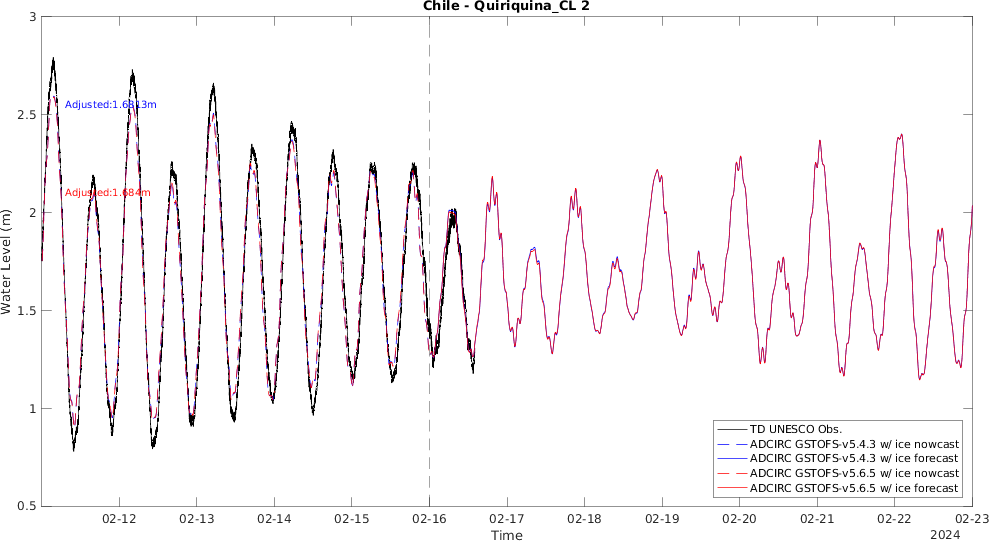 Chile - Quiriquina_CL 2
3
2.5
2
1.5
1
0.5
Water Level (m)
Adjusted:1.6813m
Adjusted:1.684m
TD UNESCO Obs.
ADCIRC GSTOFS-v5.4.3 w/ ice nowcast
ADCIRC GSTOFS-v5.4.3 w/ ice forecast
ADCIRC GSTOFS-v5.6.5 w/ ice nowcast
ADCIRC GSTOFS-v5.6.5 w/ ice forecast
02-12 02-13 02-14 02-15 02-16 02-17 02-18 02-19 02-20 02-21 02-22 02-23
Time
2024